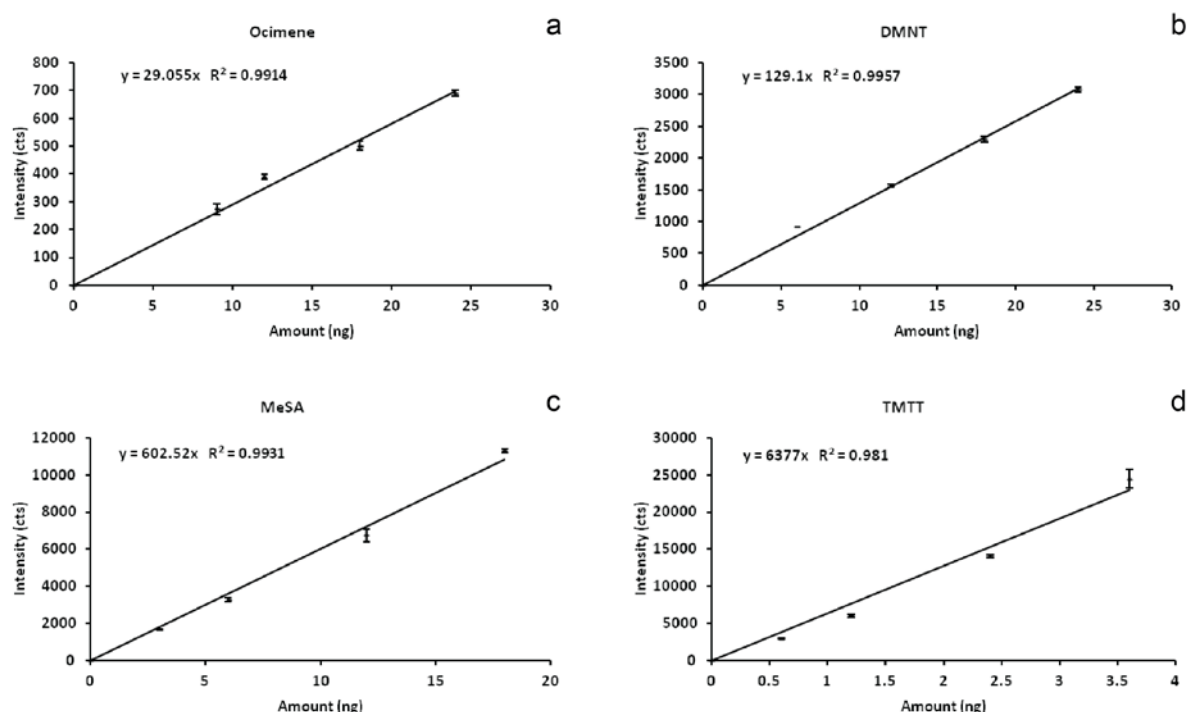 Ocimene
a
y = 29.055x R² = 0.9914
800
700
600
500
400
300
200
100
0
Intensity (cts)
0 5 10 15 20 25 30
Amount (ng)
DMNT
b
y = 129.1x R² = 0.9957
3500
3000
2500
2000
1500
1000
500
0
Intensity (cts)
0 5 10 15 20 25 30
Amount (ng)
MeSA
c
y = 602.52x R² = 0.9931
12000
10000
8000
6000
4000
2000
0
Intensity (cts)
0 5 10 15 20
Amount (ng)
TMTT
d
y = 6377x R² = 0.981
30000
25000
20000
15000
10000
5000
0
Intensity (cts)
0 0.5 1 1.5 2 2.5 3 3.5 4
Amount (ng)